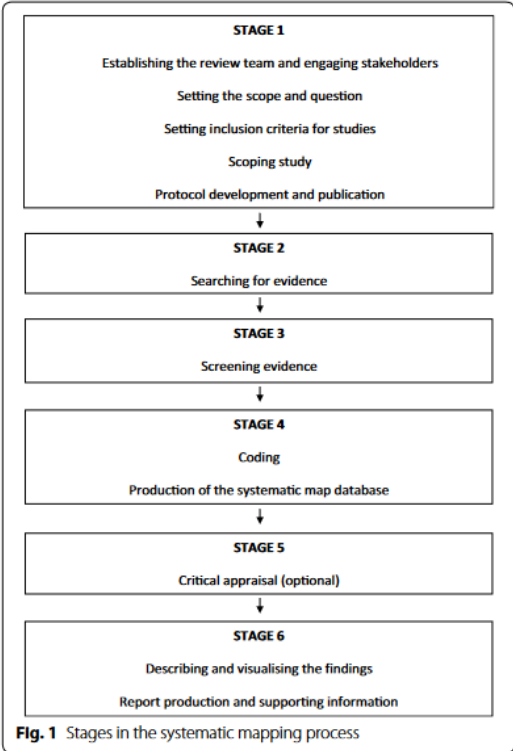 STAGE 1
Establishing the review team and engaging stakeholders
Setting the scope and question
Setting inclusion criteria for studies
Scoping study
Protocol development and publication
STAGE 2
Searching for evidence
STAGE 3
Screening evidence
STAGE 4
Coding
Production of the systematic map database
STAGE 5
Critical appraisal (optional)
STAGE 6
Describing and visualising the findings
Report production and supporting information
Fig. 1 Stages in the systematic mapping process